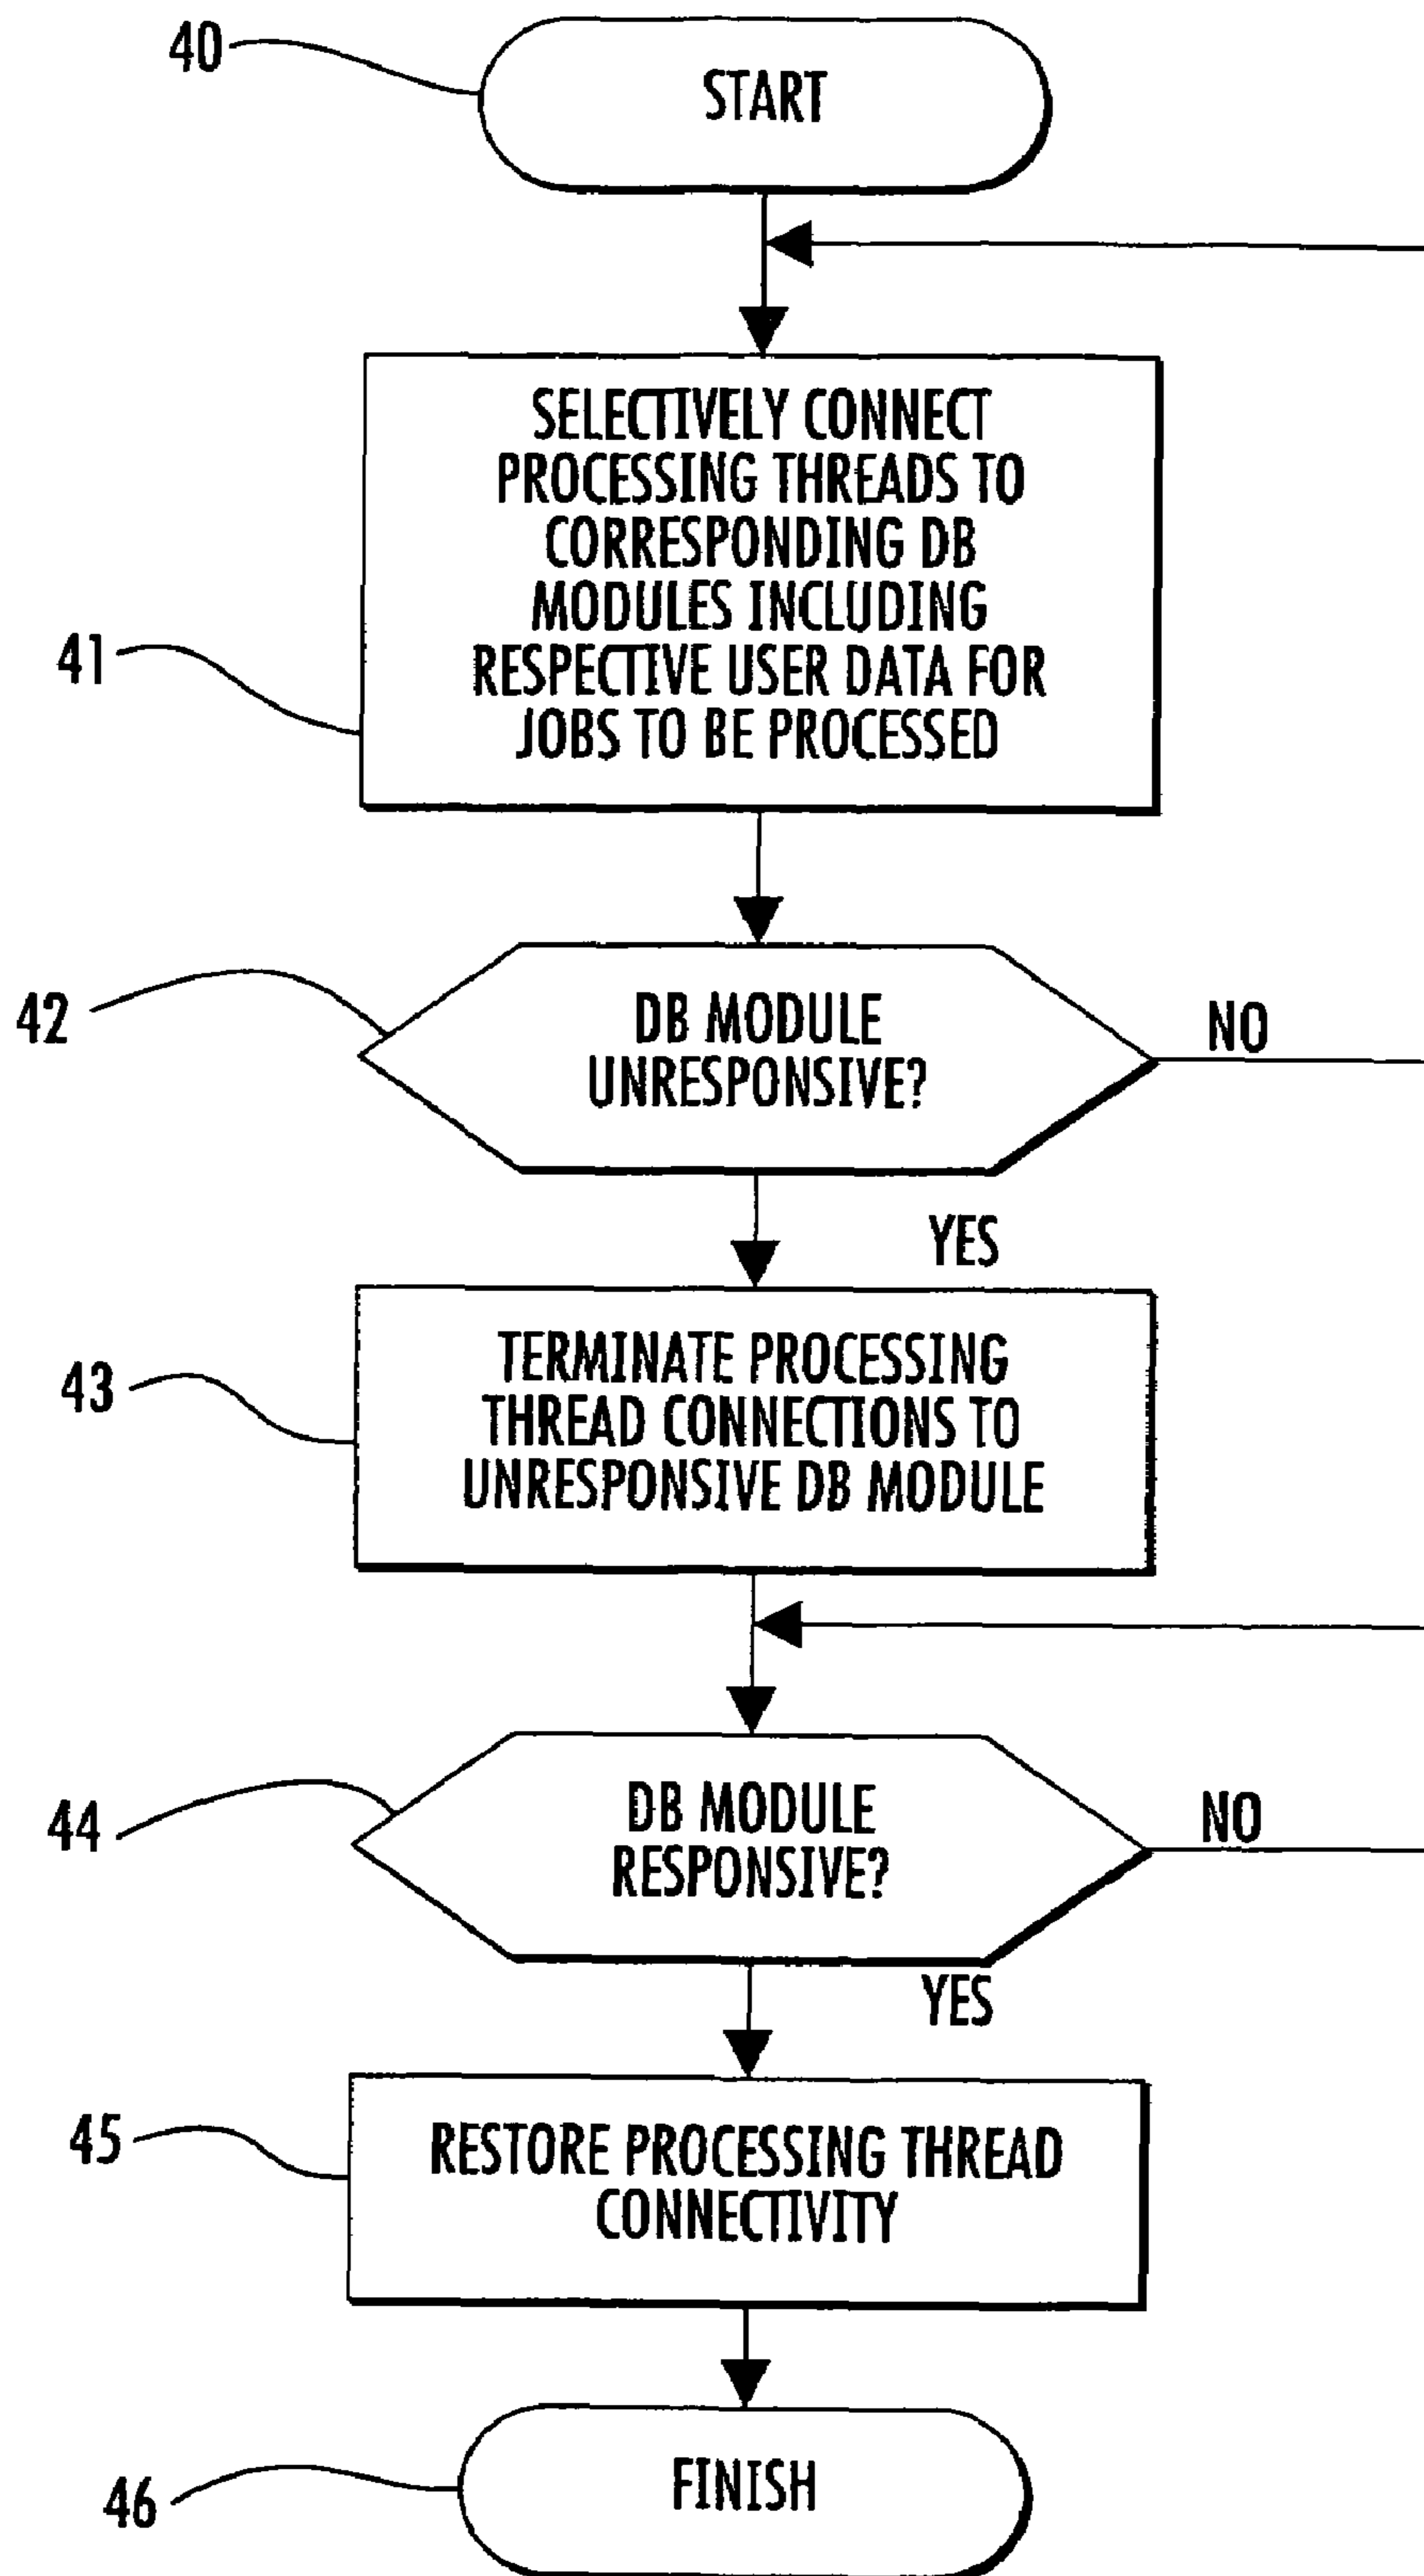 40
START
SELECTIVELY CONNECT
PROCESSING THREADS TO
CORRESPONDING DB
MODULES INCLUDING
RESPECTIVE USER DATA FOR
JOBS TO BE PROCESSED
41
42
DB MODULE
UNRESPONSIVE?
NO
YES
43
TERMINATE PROCESSING
THREAD CONNECTIONS TO
UNRESPONSIVE DB MODULE
44
DB MODULE
RESPONSIVE?
NO
YES
45
RESTORE PROCESSING THREAD
CONNECTIVITY
46
FINISH